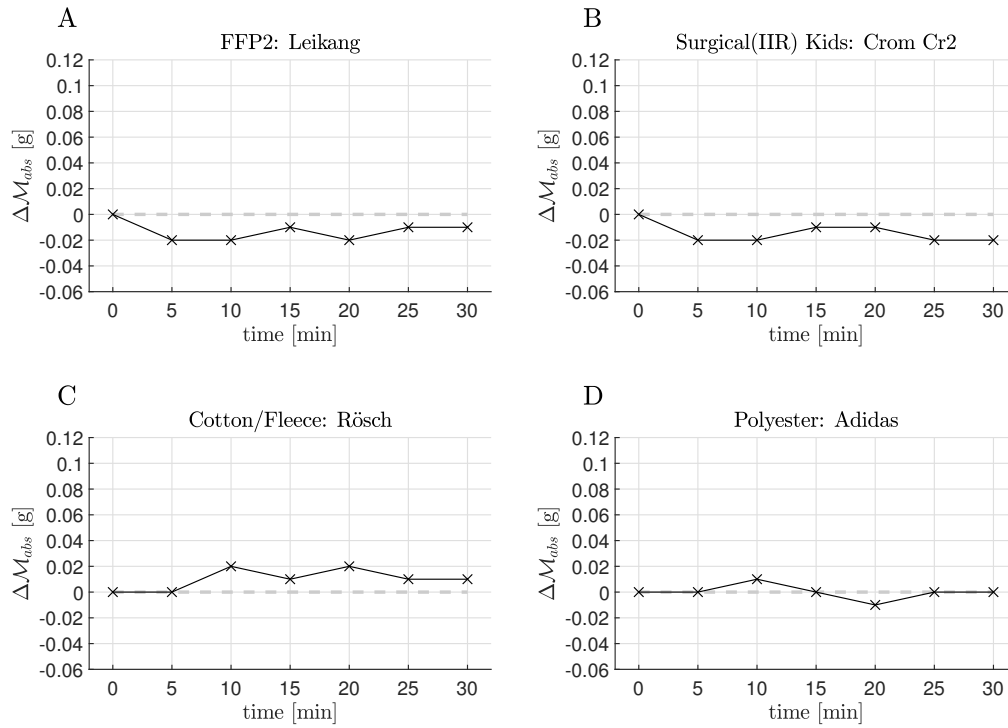 A
FFP2: Leikang
0.12
0.1
0.08
0.06
0.04
0.02
0
-0.02
-0.04
-0.06
ΔM_abs [g]
0 5 10 15 20 25 30
time [min]
B
Surgical(IIR) Kids: Crom Cr2
0.12
0.1
0.08
0.06
0.04
0.02
0
-0.02
-0.04
-0.06
ΔM_abs [g]
0 5 10 15 20 25 30
time [min]
C
Cotton/Fleece: Rösch
0.12
0.1
0.08
0.06
0.04
0.02
0
-0.02
-0.04
-0.06
ΔM_abs [g]
0 5 10 15 20 25 30
time [min]
D
Polyester: Adidas
0.12
0.1
0.08
0.06
0.04
0.02
0
-0.02
-0.04
-0.06
ΔM_abs [g]
0 5 10 15 20 25 30
time [min]